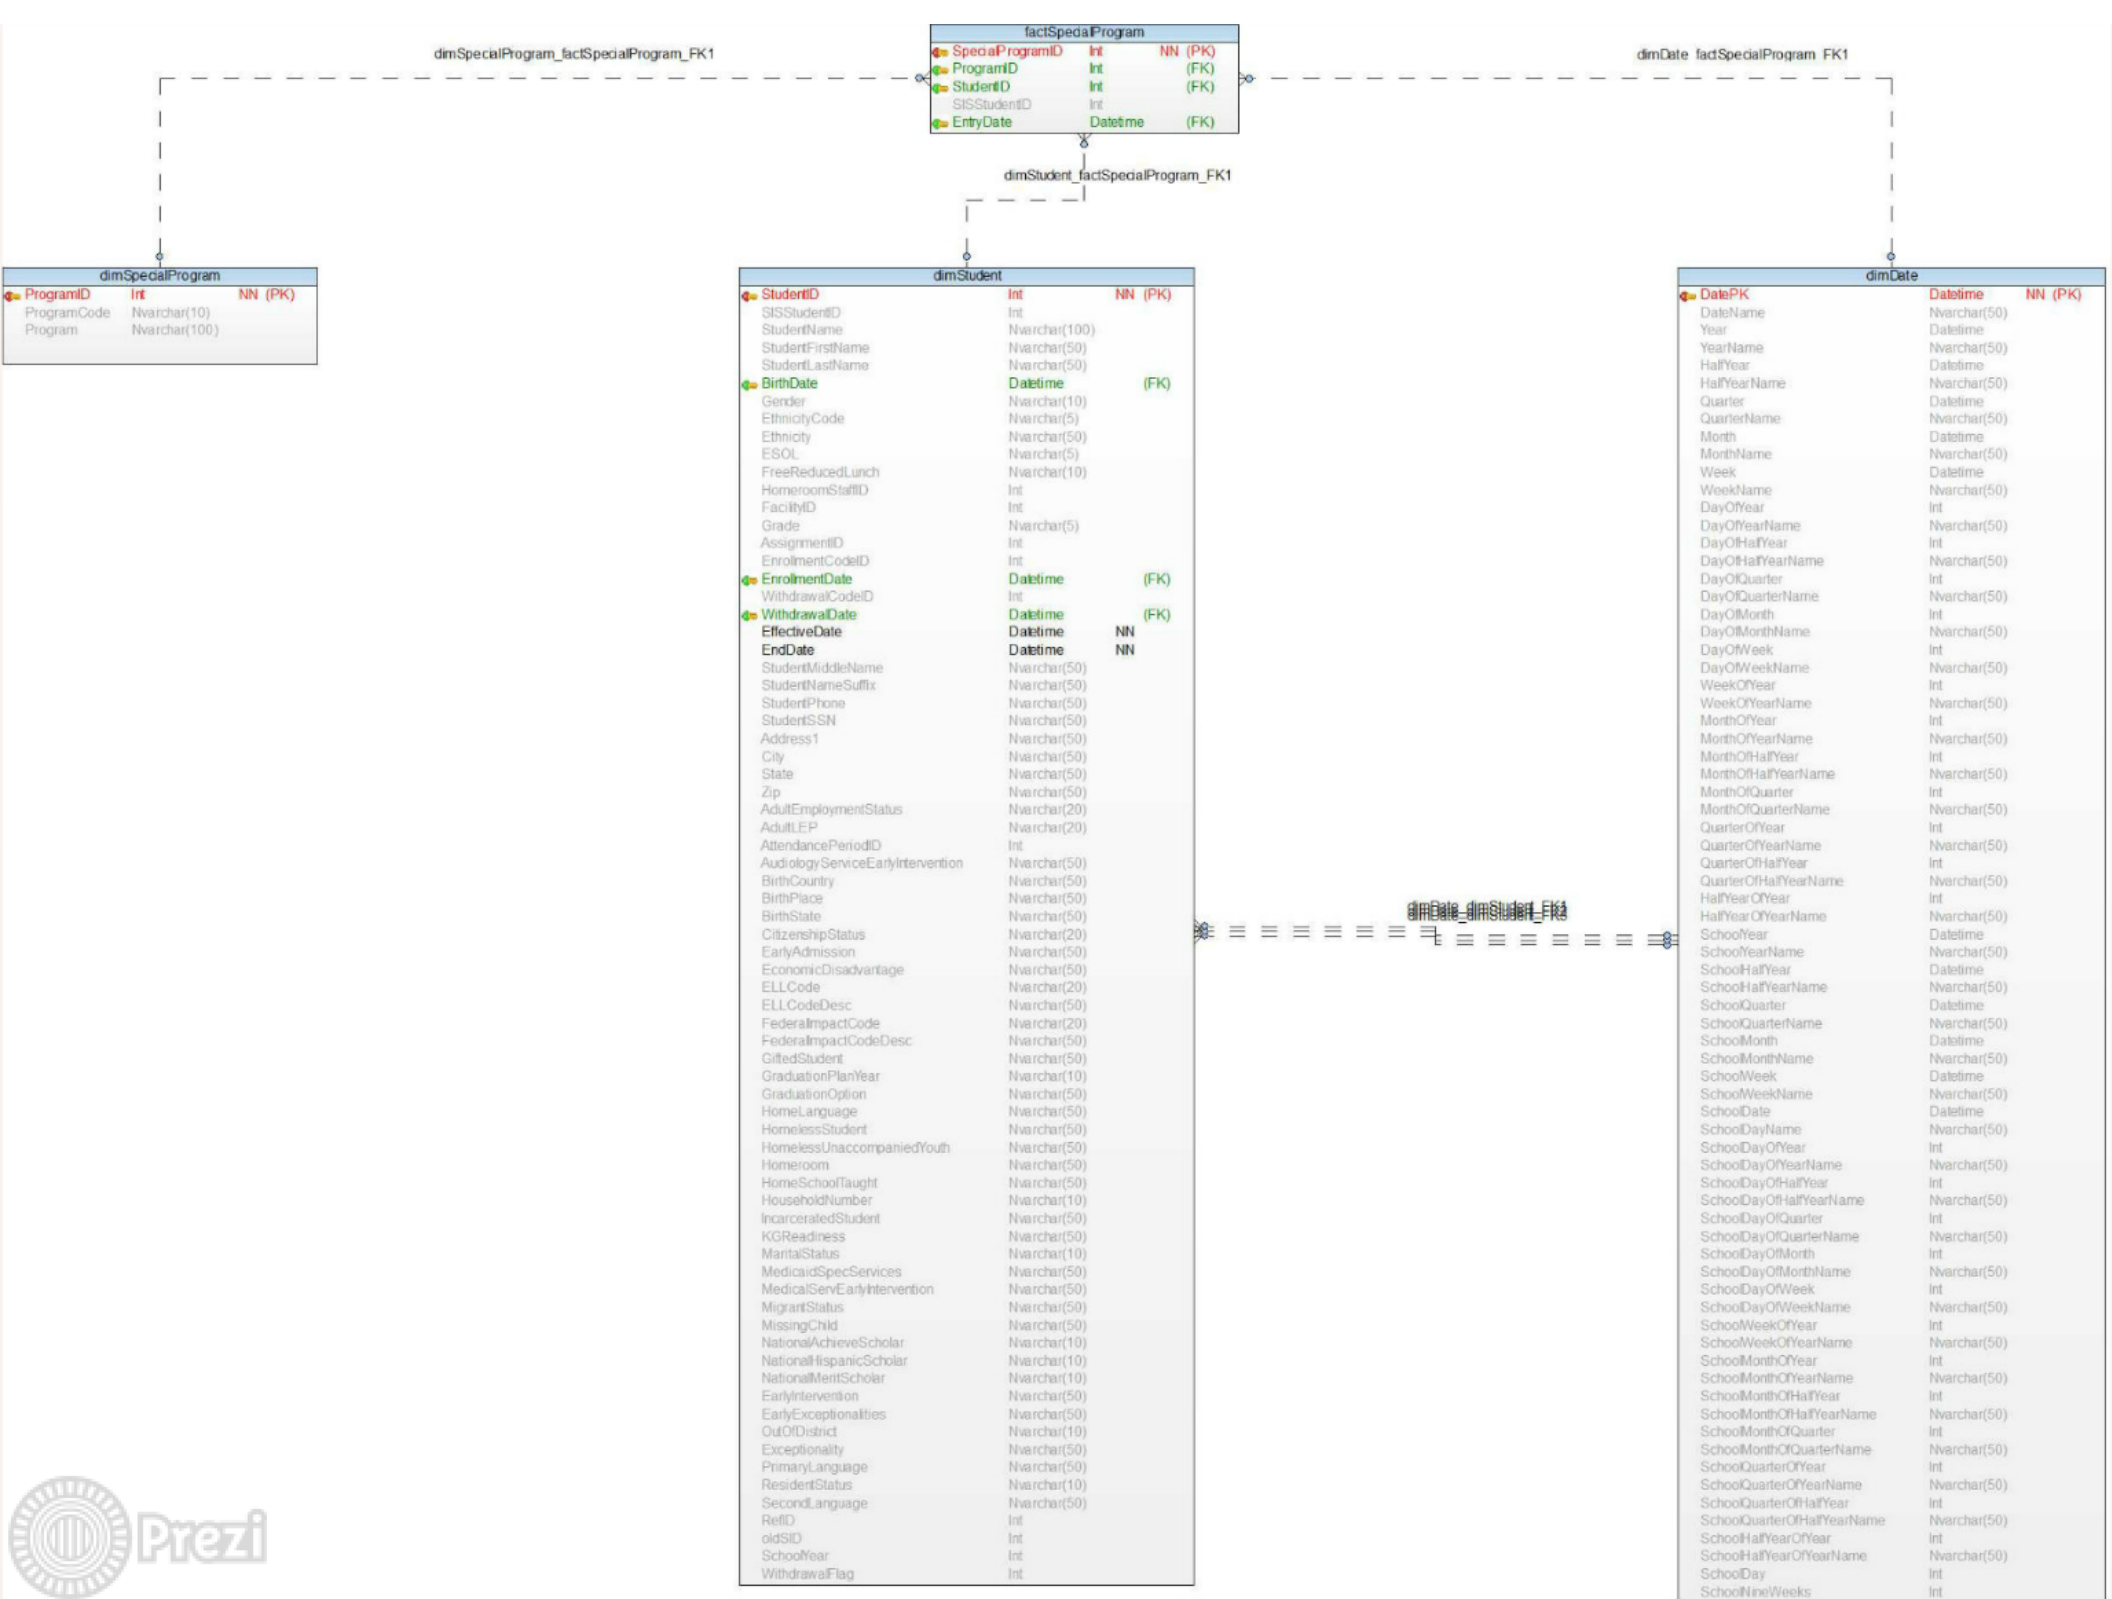 factSpecialProgram
SpecialProgramID Int NN (PK)
ProgramID Int (FK)
StudentID Int (FK)
SISStudentID Int
EntryDate Datetime (FK)
dimSpecialProgram_factSpecialProgram_FK1
dimDate_factSpecialProgram_FK1
dimStudent_factSpecialProgram_FK1
dimSpecialProgram
ProgramID Int NN (PK)
ProgramCode Nvarchar(10)
Program Nvarchar(100)
dimStudent
StudentID Int NN (PK)
SISStudentID Int
StudentName Nvarchar(100)
StudentFirstName Nvarchar(50)
StudentLastName Nvarchar(50)
BirthDate Datetime (FK)
Gender Nvarchar(10)
EthnicityCode Nvarchar(5)
Ethnicity Nvarchar(50)
ESOL Nvarchar(5)
FreeReducedLunch Nvarchar(10)
HomeroomStaffID Int
FacilityID Int
Grade Nvarchar(5)
AssignmentID Int
EnrollmentCodeID Int
EnrollmentDate Datetime (FK)
WithdrawalCodeID Int
WithdrawalDate Datetime (FK)
EffectiveDate Datetime NN
EndDate Datetime NN
StudentMiddleName Nvarchar(50)
StudentNameSuffix Nvarchar(50)
StudentPhone Nvarchar(50)
StudentSSN Nvarchar(50)
Address1 Nvarchar(50)
City Nvarchar(50)
State Nvarchar(50)
Zip Nvarchar(50)
AdultEmploymentStatus Nvarchar(20)
AdultLEP Nvarchar(20)
AttendancePeriodID Int
AudiologyServiceEarlyIntervention Nvarchar(50)
BirthCountry Nvarchar(50)
BirthPlace Nvarchar(50)
BirthState Nvarchar(50)
CitizenshipStatus Nvarchar(20)
EarlyAdmission Nvarchar(50)
EconomicDisadvantage Nvarchar(50)
ELLCode Nvarchar(20)
ELLCodeDesc Nvarchar(50)
FederalImpactCode Nvarchar(20)
FederalImpactCodeDesc Nvarchar(50)
GiftedStudent Nvarchar(50)
GraduationPlanYear Nvarchar(10)
GraduationOption Nvarchar(50)
HomeLanguage Nvarchar(50)
HomelessStudent Nvarchar(50)
HomelessUnaccompaniedYouth Nvarchar(50)
Homeroom Nvarchar(50)
HomeSchoolTaught Nvarchar(50)
HouseholdNumber Nvarchar(10)
IncarceratedStudent Nvarchar(50)
KGReadiness Nvarchar(50)
MaritalStatus Nvarchar(10)
MedicaidSpecServices Nvarchar(50)
MedicalServEarlyIntervention Nvarchar(50)
MigrantStatus Nvarchar(50)
MissingChild Nvarchar(50)
NationalAchieveScholar Nvarchar(10)
NationalHispanicScholar Nvarchar(10)
NationalMeritScholar Nvarchar(10)
EarlyIntervention Nvarchar(50)
EarlyExceptionalities Nvarchar(50)
OutOfDistrict Nvarchar(10)
Exceptionality Nvarchar(50)
PrimaryLanguage Nvarchar(50)
ResidentStatus Nvarchar(10)
SecondLanguage Nvarchar(50)
RefID Int
oldSID Int
SchoolYear Int
WithdrawalFlag Int
dimDate
DatePK Datetime NN (PK)
DateName Nvarchar(50)
Year Datetime
YearName Nvarchar(50)
HalfYear Datetime
HalfYearName Nvarchar(50)
Quarter Datetime
QuarterName Nvarchar(50)
Month Datetime
MonthName Nvarchar(50)
Week Datetime
WeekName Nvarchar(50)
DayOfYear Int
DayOfYearName Nvarchar(50)
DayOfHalfYear Int
DayOfHalfYearName Nvarchar(50)
DayOfQuarter Int
DayOfQuarterName Nvarchar(50)
DayOfMonth Int
DayOfMonthName Nvarchar(50)
DayOfWeek Int
DayOfWeekName Nvarchar(50)
WeekOfYear Int
WeekOfYearName Nvarchar(50)
MonthOfYear Int
MonthOfYearName Nvarchar(50)
MonthOfHalfYear Int
MonthOfHalfYearName Nvarchar(50)
MonthOfQuarter Int
MonthOfQuarterName Nvarchar(50)
QuarterOfYear Int
QuarterOfYearName Nvarchar(50)
QuarterOfHalfYear Int
QuarterOfHalfYearName Nvarchar(50)
HalfYearOfYear Int
HalfYearOfYearName Nvarchar(50)
SchoolYear Datetime
SchoolYearName Nvarchar(50)
SchoolHalfYear Datetime
SchoolHalfYearName Nvarchar(50)
SchoolQuarter Datetime
SchoolQuarterName Nvarchar(50)
SchoolMonth Datetime
SchoolMonthName Nvarchar(50)
SchoolWeek Datetime
SchoolWeekName Nvarchar(50)
SchoolDate Datetime
SchoolDayName Nvarchar(50)
SchoolDayOfYear Int
SchoolDayOfYearName Nvarchar(50)
SchoolDayOfHalfYear Int
SchoolDayOfHalfYearName Nvarchar(50)
SchoolDayOfQuarter Int
SchoolDayOfQuarterName Nvarchar(50)
SchoolDayOfMonth Int
SchoolDayOfMonthName Nvarchar(50)
SchoolDayOfWeek Int
SchoolDayOfWeekName Nvarchar(50)
SchoolWeekOfYear Int
SchoolWeekOfYearName Nvarchar(50)
SchoolMonthOfYear Int
SchoolMonthOfYearName Nvarchar(50)
SchoolMonthOfHalfYear Int
SchoolMonthOfHalfYearName Nvarchar(50)
SchoolMonthOfQuarter Int
SchoolMonthOfQuarterName Nvarchar(50)
SchoolQuarterOfYear Int
SchoolQuarterOfYearName Nvarchar(50)
SchoolQuarterOfHalfYear Int
SchoolQuarterOfHalfYearName Nvarchar(50)
SchoolHalfYearOfYear Int
SchoolHalfYearOfYearName Nvarchar(50)
SchoolDay Int
SchoolNineWeeks Int
Prezi